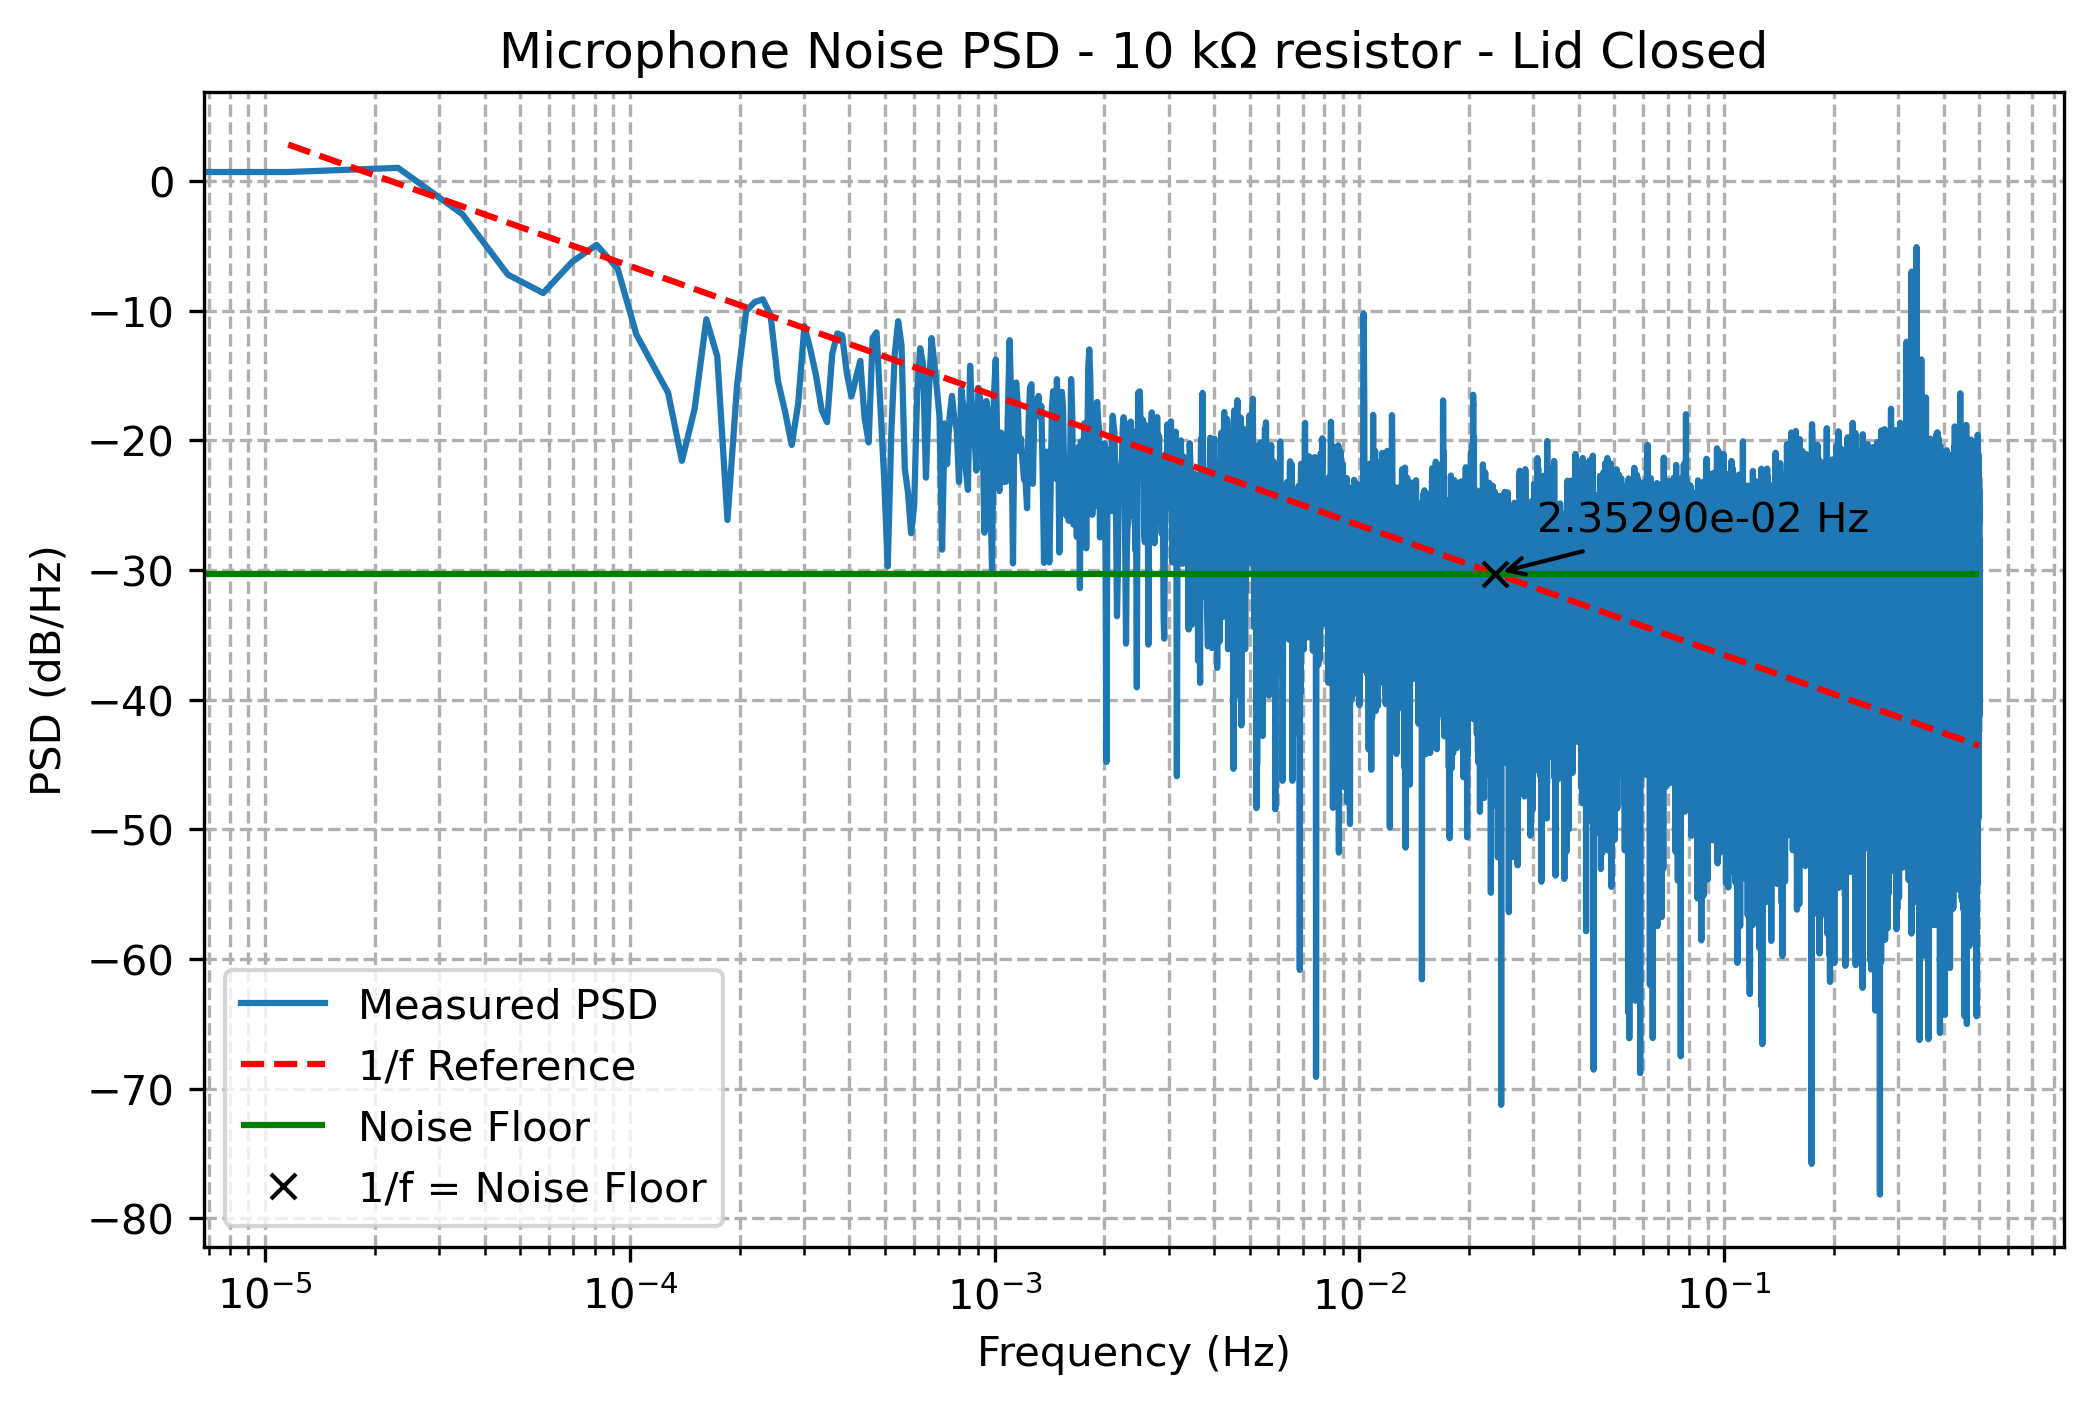 Microphone Noise PSD - 10 kΩ resistor - Lid Closed
PSD (dB/Hz)
0
−10
−20
−30
−40
−50
−60
−70
−80
2.35290e-02 Hz
Measured PSD
1/f Reference
Noise Floor
1/f = Noise Floor
10⁻⁵ 10⁻⁴ 10⁻³ 10⁻² 10⁻¹
Frequency (Hz)